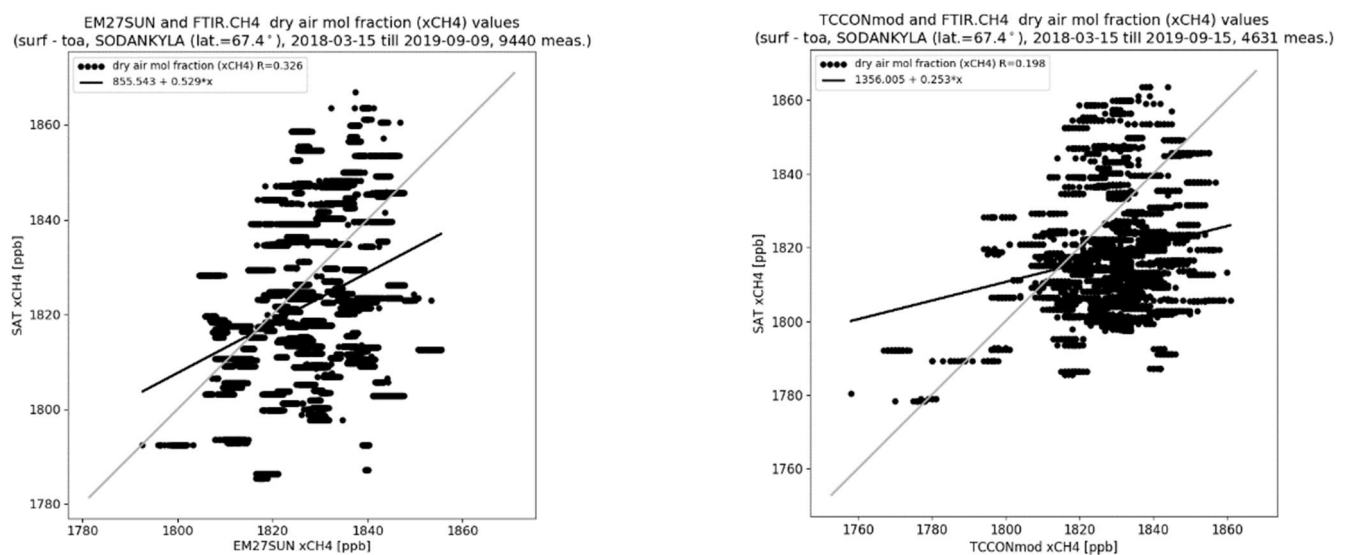 EM27SUN and FTIR.CH4 dry air mol fraction (xCH4) values
(surf - toa, SODANKYLA (lat.=67.4°), 2018-03-15 till 2019-09-09, 9440 meas.)
dry air mol fraction (xCH4) R=0.326
855.543 + 0.529*x
SAT xCH4 [ppb]
1860
1840
1820
1800
1780
1780 1800 1820 1840 1860
EM27SUN xCH4 [ppb]
TCCONmod and FTIR.CH4 dry air mol fraction (xCH4) values
(surf - toa, SODANKYLA (lat.=67.4°), 2018-03-15 till 2019-09-15, 4631 meas.)
dry air mol fraction (xCH4) R=0.198
1356.005 + 0.253*x
SAT xCH4 [ppb]
1860
1840
1820
1800
1780
1760
1760 1780 1800 1820 1840 1860
TCCONmod xCH4 [ppb]